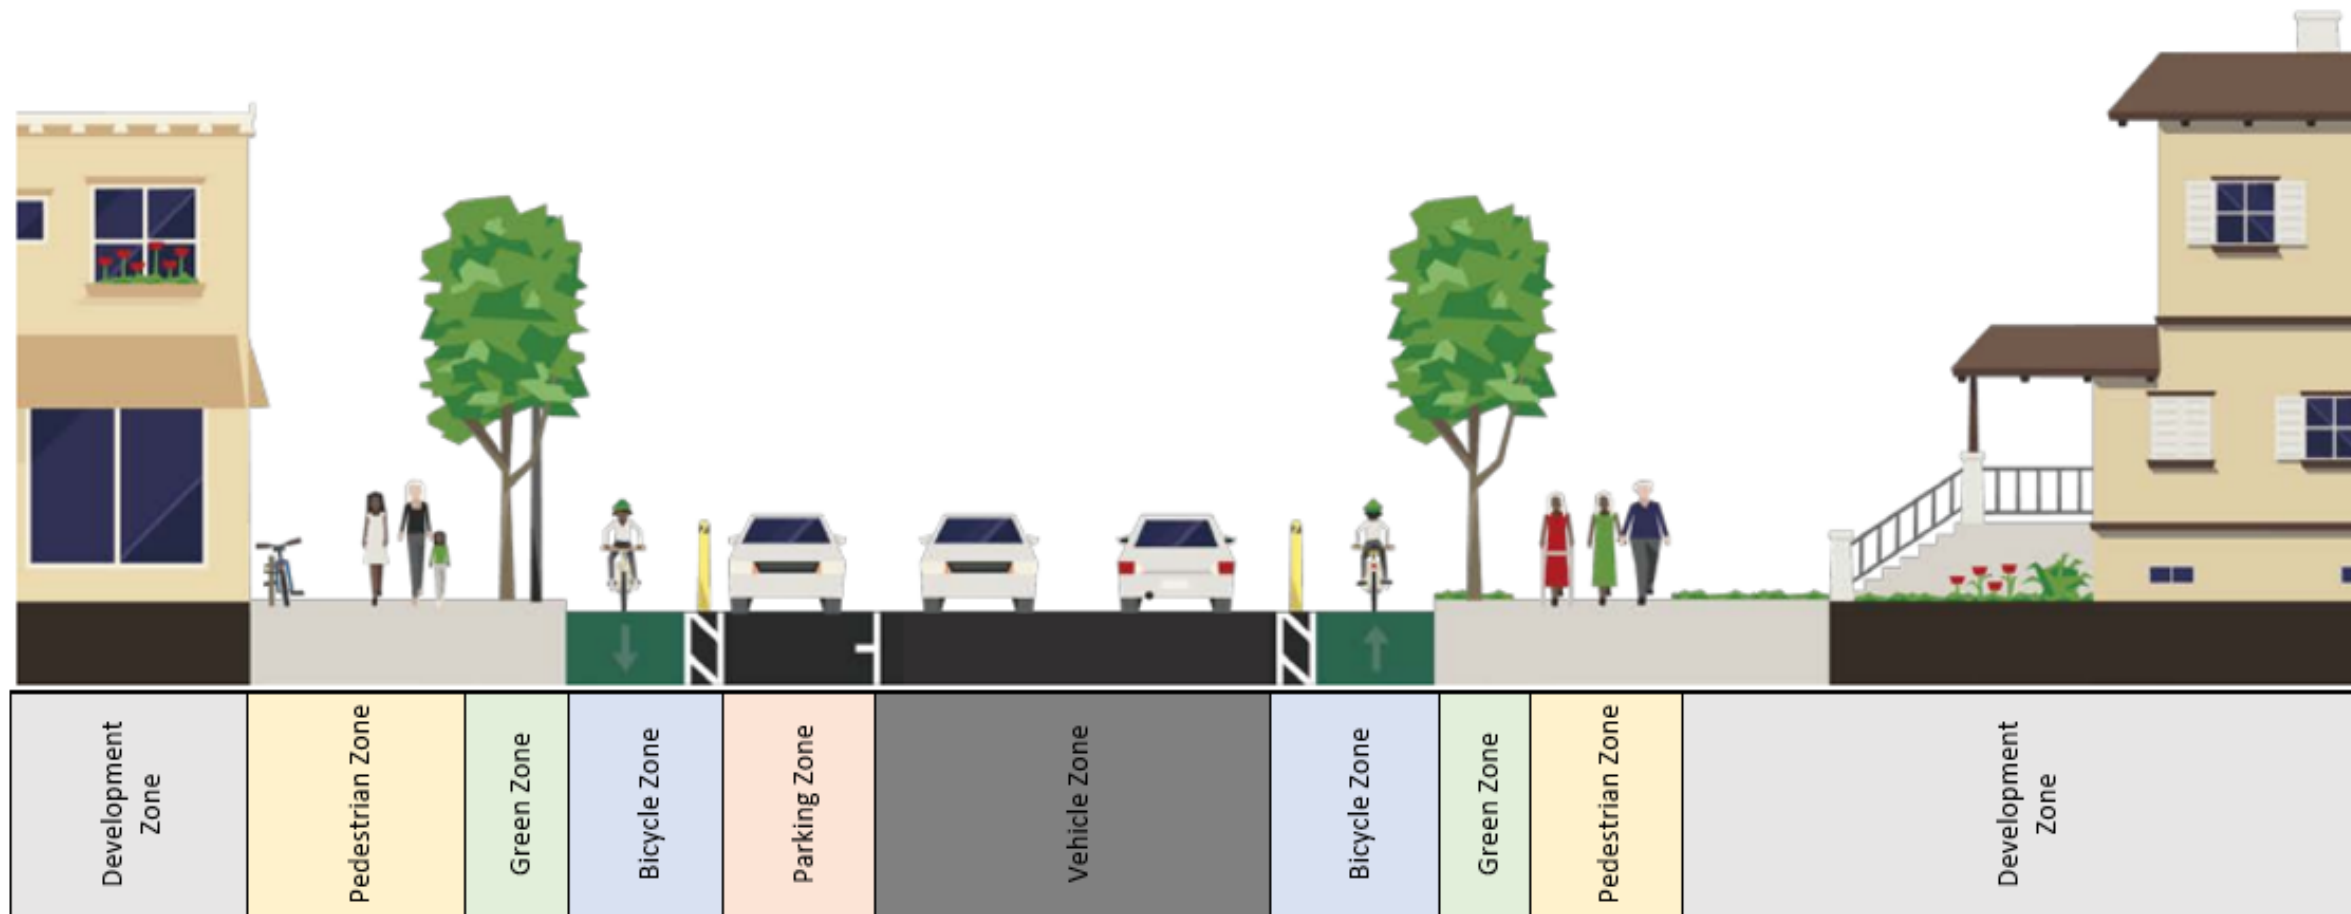 Development
Zone
Pedestrian Zone
Green Zone
Bicycle Zone
Parking Zone
Vehicle Zone
Bicycle Zone
Green Zone
Pedestrian Zone
Development
Zone